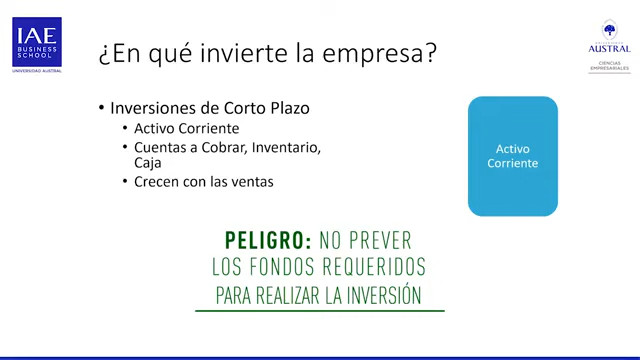 IAE
BUSINESS
SCHOOL
UNIVERSIDAD AUSTRAL
¿En qué invierte la empresa?
UNIVERSIDAD
AUSTRAL
CIENCIAS
EMPRESARIALES
• Inversiones de Corto Plazo
• Activo Corriente
• Cuentas a Cobrar, Inventario,
Caja
• Crecen con las ventas
Activo
Corriente
PELIGRO: NO PREVER
LOS FONDOS REQUERIDOS
PARA REALIZAR LA INVERSIÓN